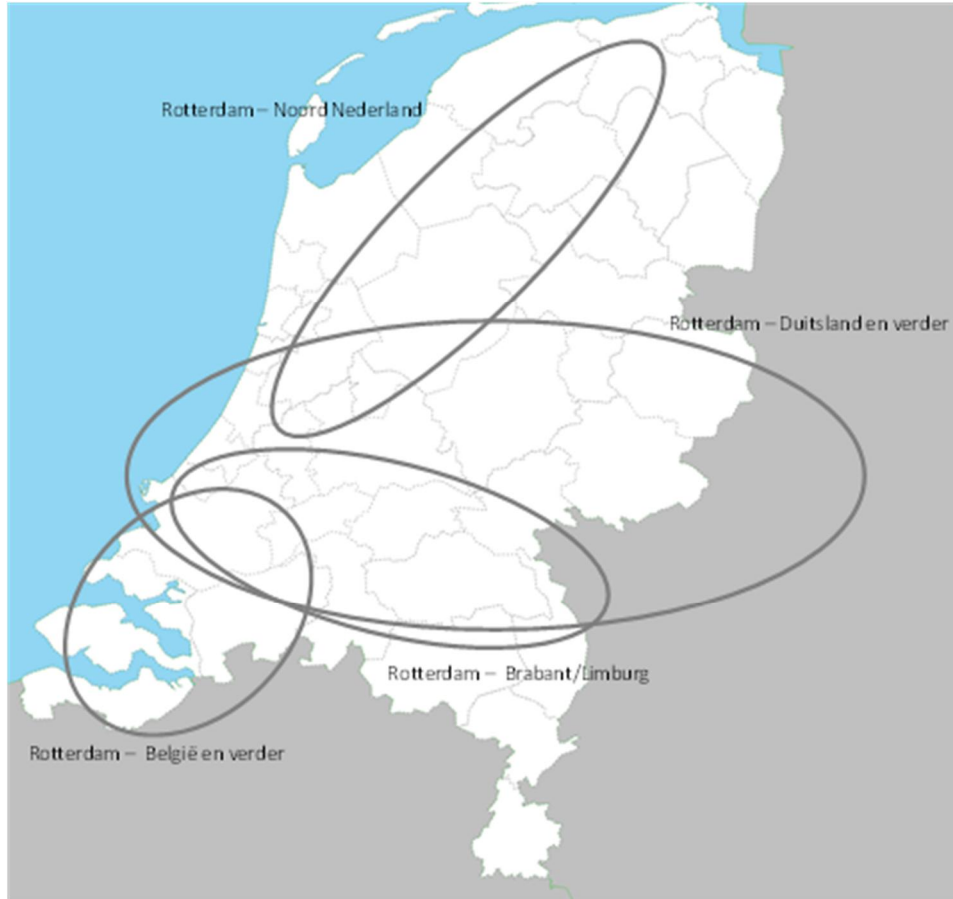 Rotterdam – Noord Nederland
Rotterdam – Duitsland en verder
Rotterdam – Brabant/Limburg
Rotterdam – België en verder